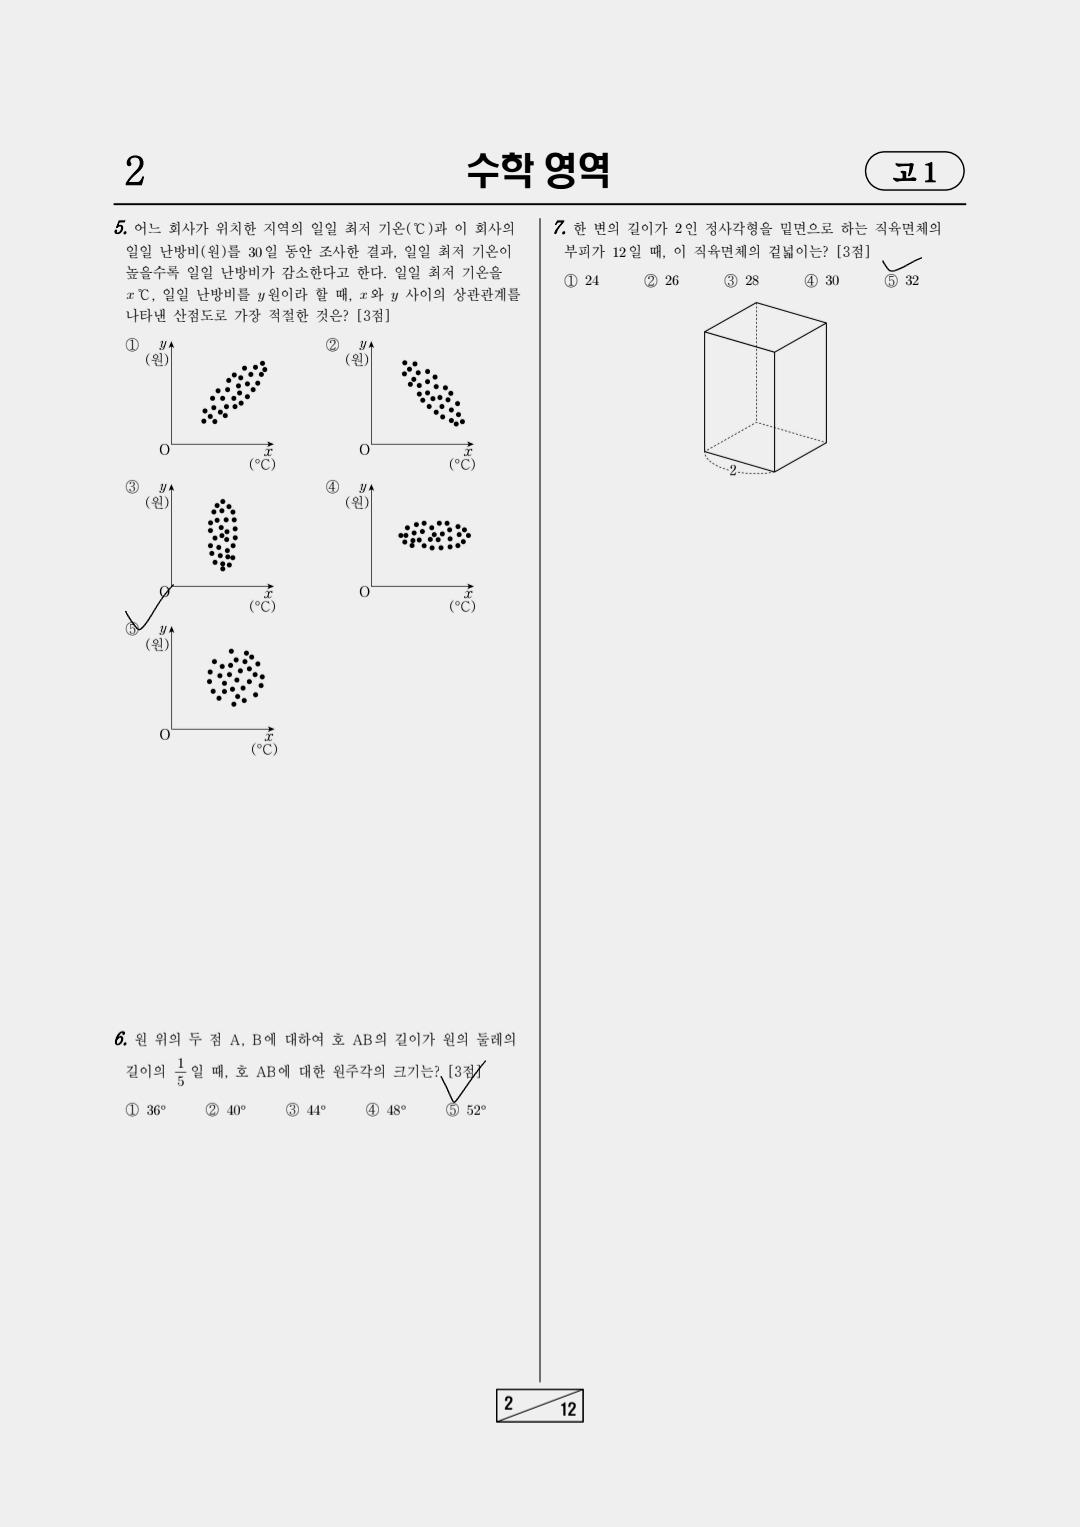 2
수학 영역
고 1
5. 어느 회사가 위치한 지역의 일일 최저 기온(℃)과 이 회사의
일일 난방비(원)를 30일 동안 조사한 결과, 일일 최저 기온이
높을수록 일일 난방비가 감소한다고 한다. 일일 최저 기온을
x℃, 일일 난방비를 y원이라 할 때, x와 y 사이의 상관관계를
나타낸 산점도로 가장 적절한 것은? [3점]
① y (원) O x (℃)
② y (원) O x (℃)
③ y (원) O x (℃)
④ y (원) O x (℃)
⑤ y (원) O x (℃)
6. 원 위의 두 점 A, B에 대하여 호 AB의 길이가 원의 둘레의
길이의 1/5일 때, 호 AB에 대한 원주각의 크기는? [3점]
① 36° ② 40° ③ 44° ④ 48° ⑤ 52°
7. 한 변의 길이가 2인 정사각형을 밑면으로 하는 직육면체의
부피가 12일 때, 이 직육면체의 겉넓이는? [3점]
① 24 ② 26 ③ 28 ④ 30 ⑤ 32
2
2 12